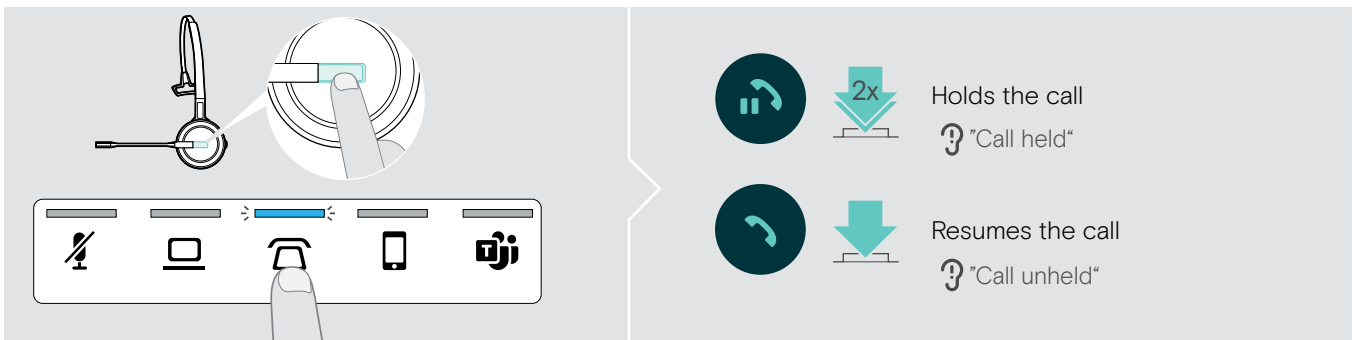 2x
Holds the call
”Call held“
Resumes the call
”Call unheld“